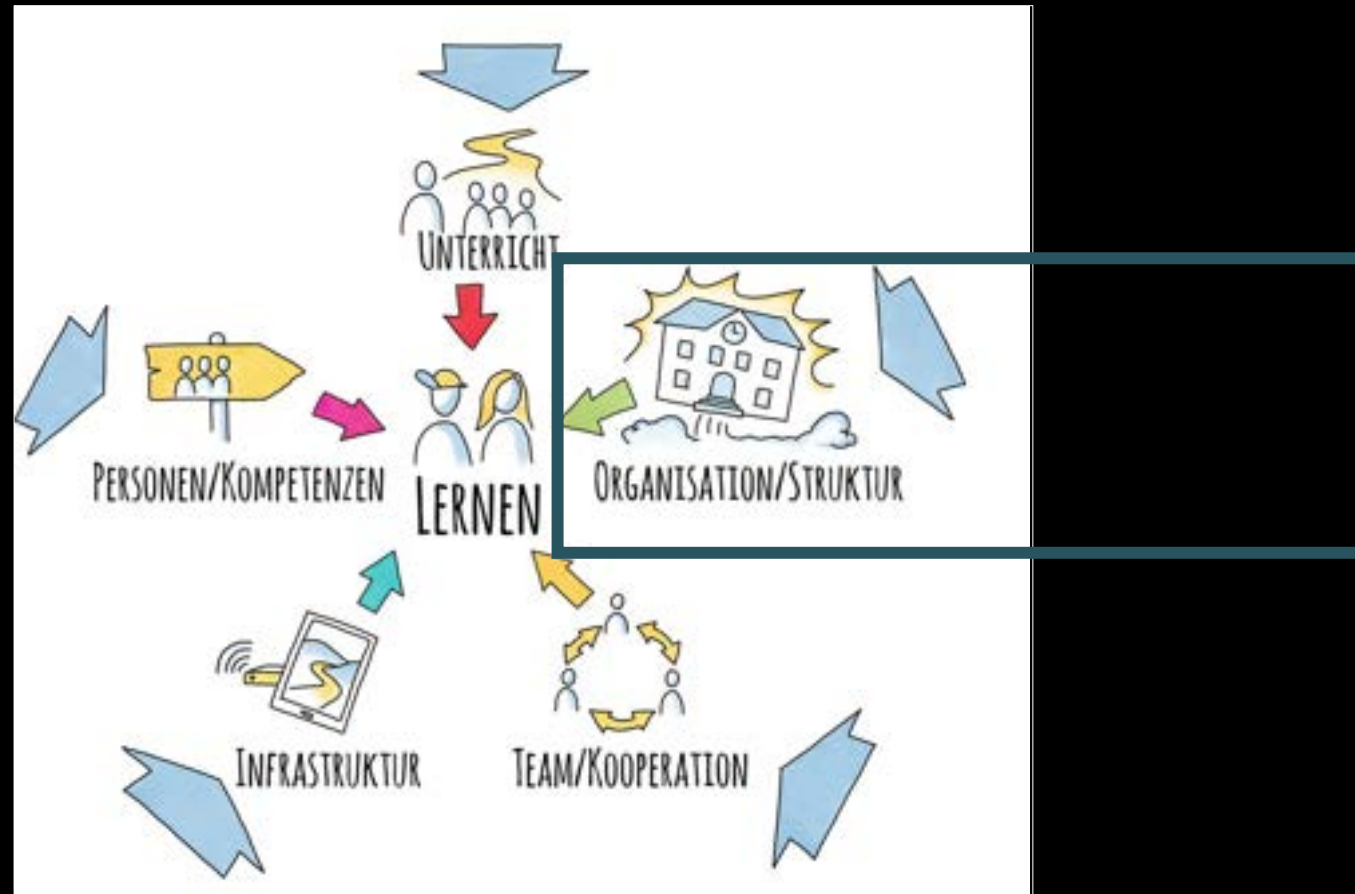 UNTERRICHT
PERSONEN/KOMPETENZEN
LERNEN
ORGANISATION/STRUKTUR
INFRASTRUKTUR
TEAM/KOOPERATION